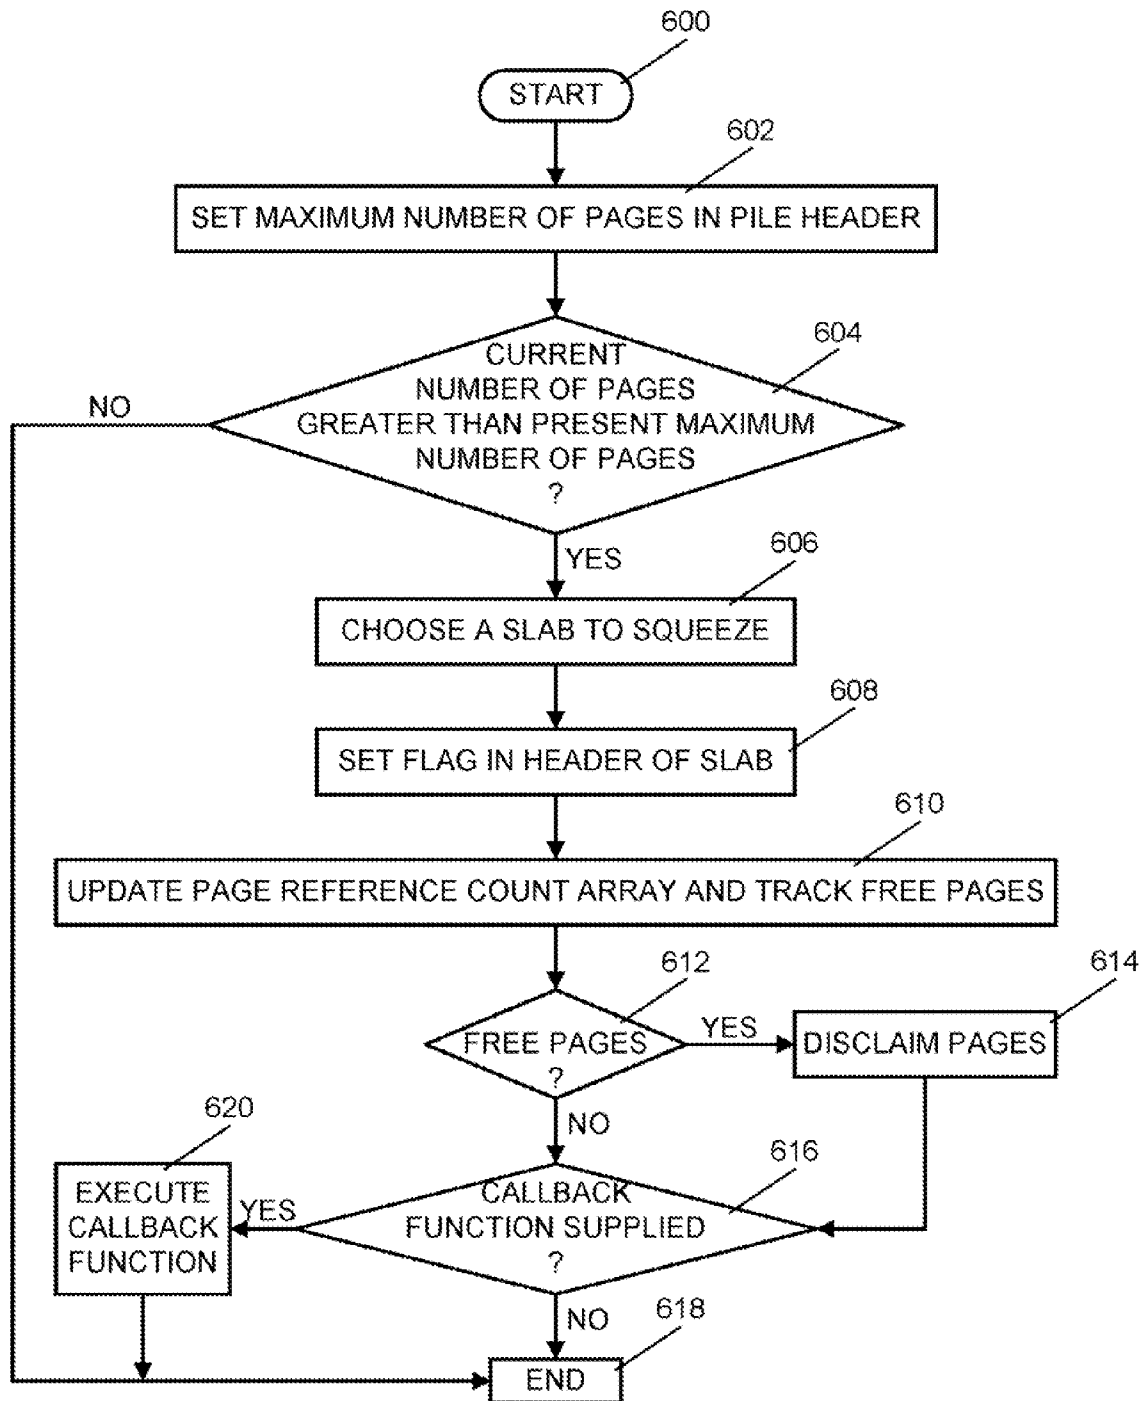 600
START
602
SET MAXIMUM NUMBER OF PAGES IN PILE HEADER
604
CURRENT
NUMBER OF PAGES
GREATER THAN PRESENT MAXIMUM
NUMBER OF PAGES
?
NO
YES
606
CHOOSE A SLAB TO SQUEEZE
608
SET FLAG IN HEADER OF SLAB
610
UPDATE PAGE REFERENCE COUNT ARRAY AND TRACK FREE PAGES
612
FREE PAGES
?
YES
614
DISCLAIM PAGES
NO
616
CALLBACK
FUNCTION SUPPLIED
?
YES
620
EXECUTE
CALLBACK
FUNCTION
NO
618
END